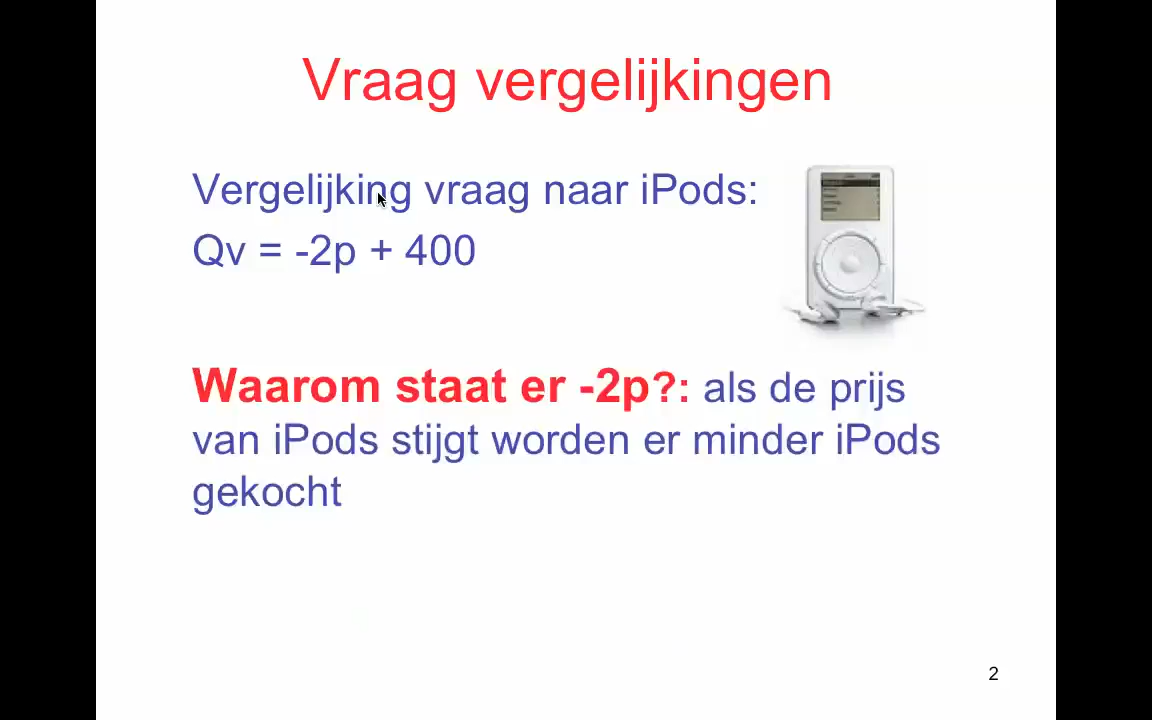 Vraag vergelijkingen
Vergelijking vraag naar iPods:
Qv = -2p + 400
Waarom staat er -2p?: als de prijs
van iPods stijgt worden er minder iPods
gekocht
2